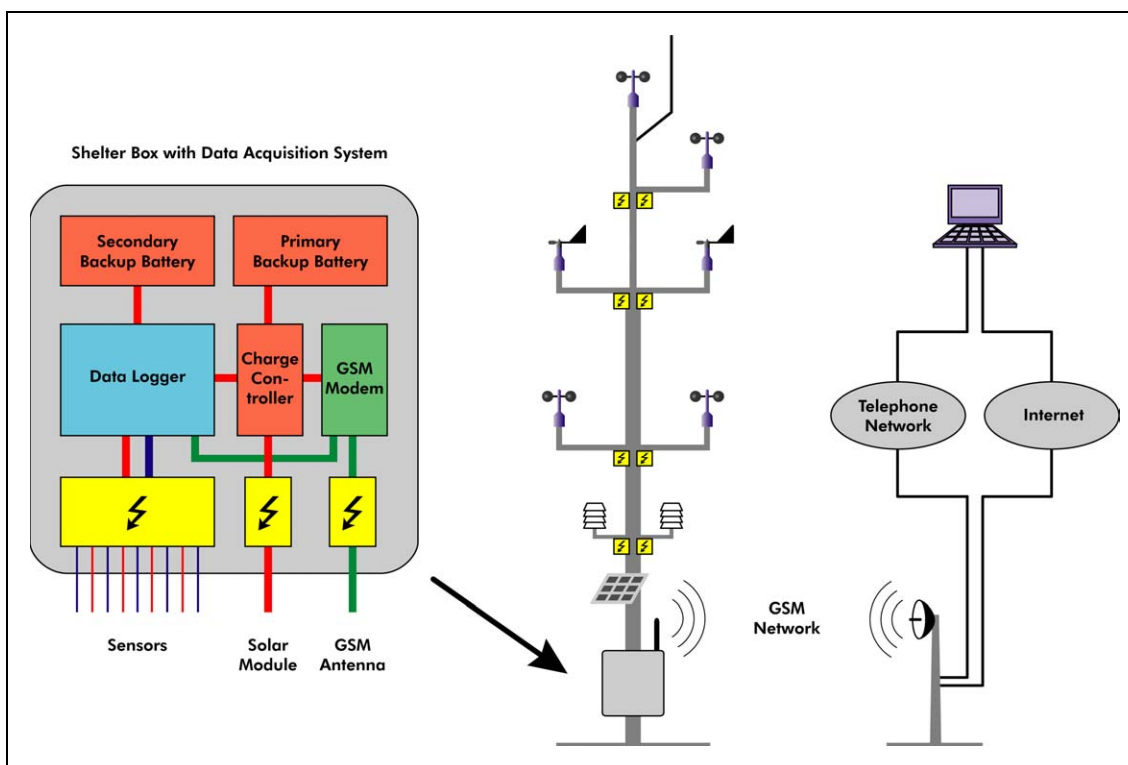 Shelter Box with Data Acquisition System
Secondary
Backup Battery
Primary
Backup Battery
Data Logger
Charge
Con-
troller
GSM
Modem
Sensors
Solar
Module
GSM
Antenna
GSM
Network
Telephone
Network
Internet